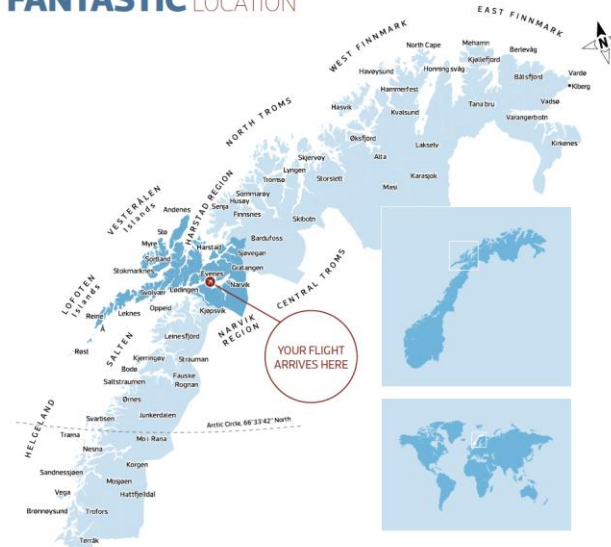 FANTASTIC LOCATION
EAST FINNMARK
WEST FINNMARK
N
North Cape
Mehamn
Berlevåg
Havøysund
Honningsvåg
Kjøllefjord
Båtsfjord
Vardø
Kiberg
Hammerfest
Hasvik
Kvalsund
Tana bru
Vadsø
Varangerbotn
NORTH TROMS
Øksfjord
Alta
Lakselv
Kirkenes
Skjervøy
Lyngen
Tromsø
Storslett
Karasjok
Masi
Sommarøy
Husøy
Senja
Finnsnes
Skibotn
HARSTAD REGION
VESTERÅLEN
Islands
Andenes
Stø
Myre
Sortland
Stokmarknes
Harstad
Bardufoss
Sjøvegan
Gratangen
Evenes
Narvik
CENTRAL TROMS
LOFOTEN
Islands
Svolvær
Lødingen
Reine
Å
Leknes
Oppeid
Kjøpsvik
NARVIK
REGION
Røst
SALTEN
Leinesfjord
YOUR FLIGHT
ARRIVES HERE
Kjerringøy
Strauman
Bodø
Fauske
Saltstraumen
Rognan
Ørnes
Svartisen
Junkerdalen
Arctic Circle, 66°33'42" North
HELGELAND
Træna
Mo i Rana
Nesna
Korgen
Sandnessjøen
Mosjøen
Vega
Hattfjelldal
Brønnøysund
Trofors
Terråk